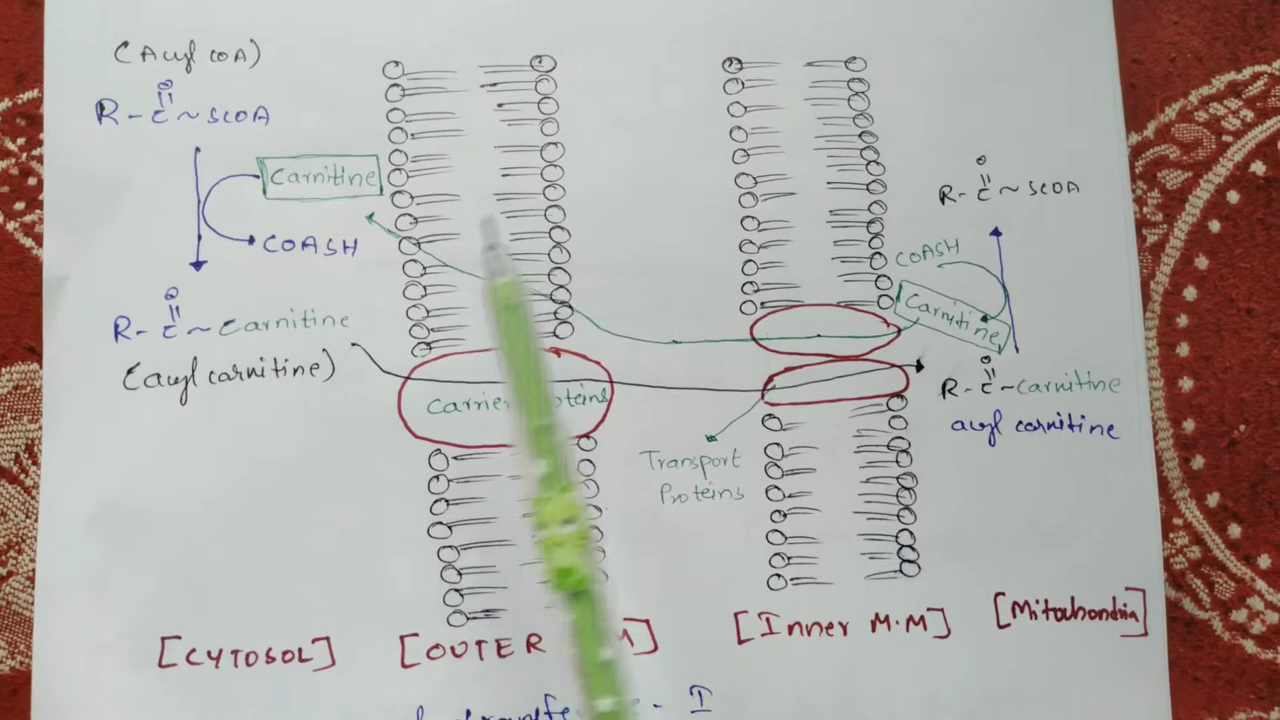 (Acyl COA)
O
R - C ~ SCOA
Carnitine
COASH
O
R - C ~ Carnitine
(acyl carnitine)
Transport
Proteins
O
R - C ~ SCOA
COASH
Carnitine
O
R - C ~ Carnitine
acyl carnitine
[CYTOSOL]
[OUTER
[Inner M.M]
[Mitochondria]
- I